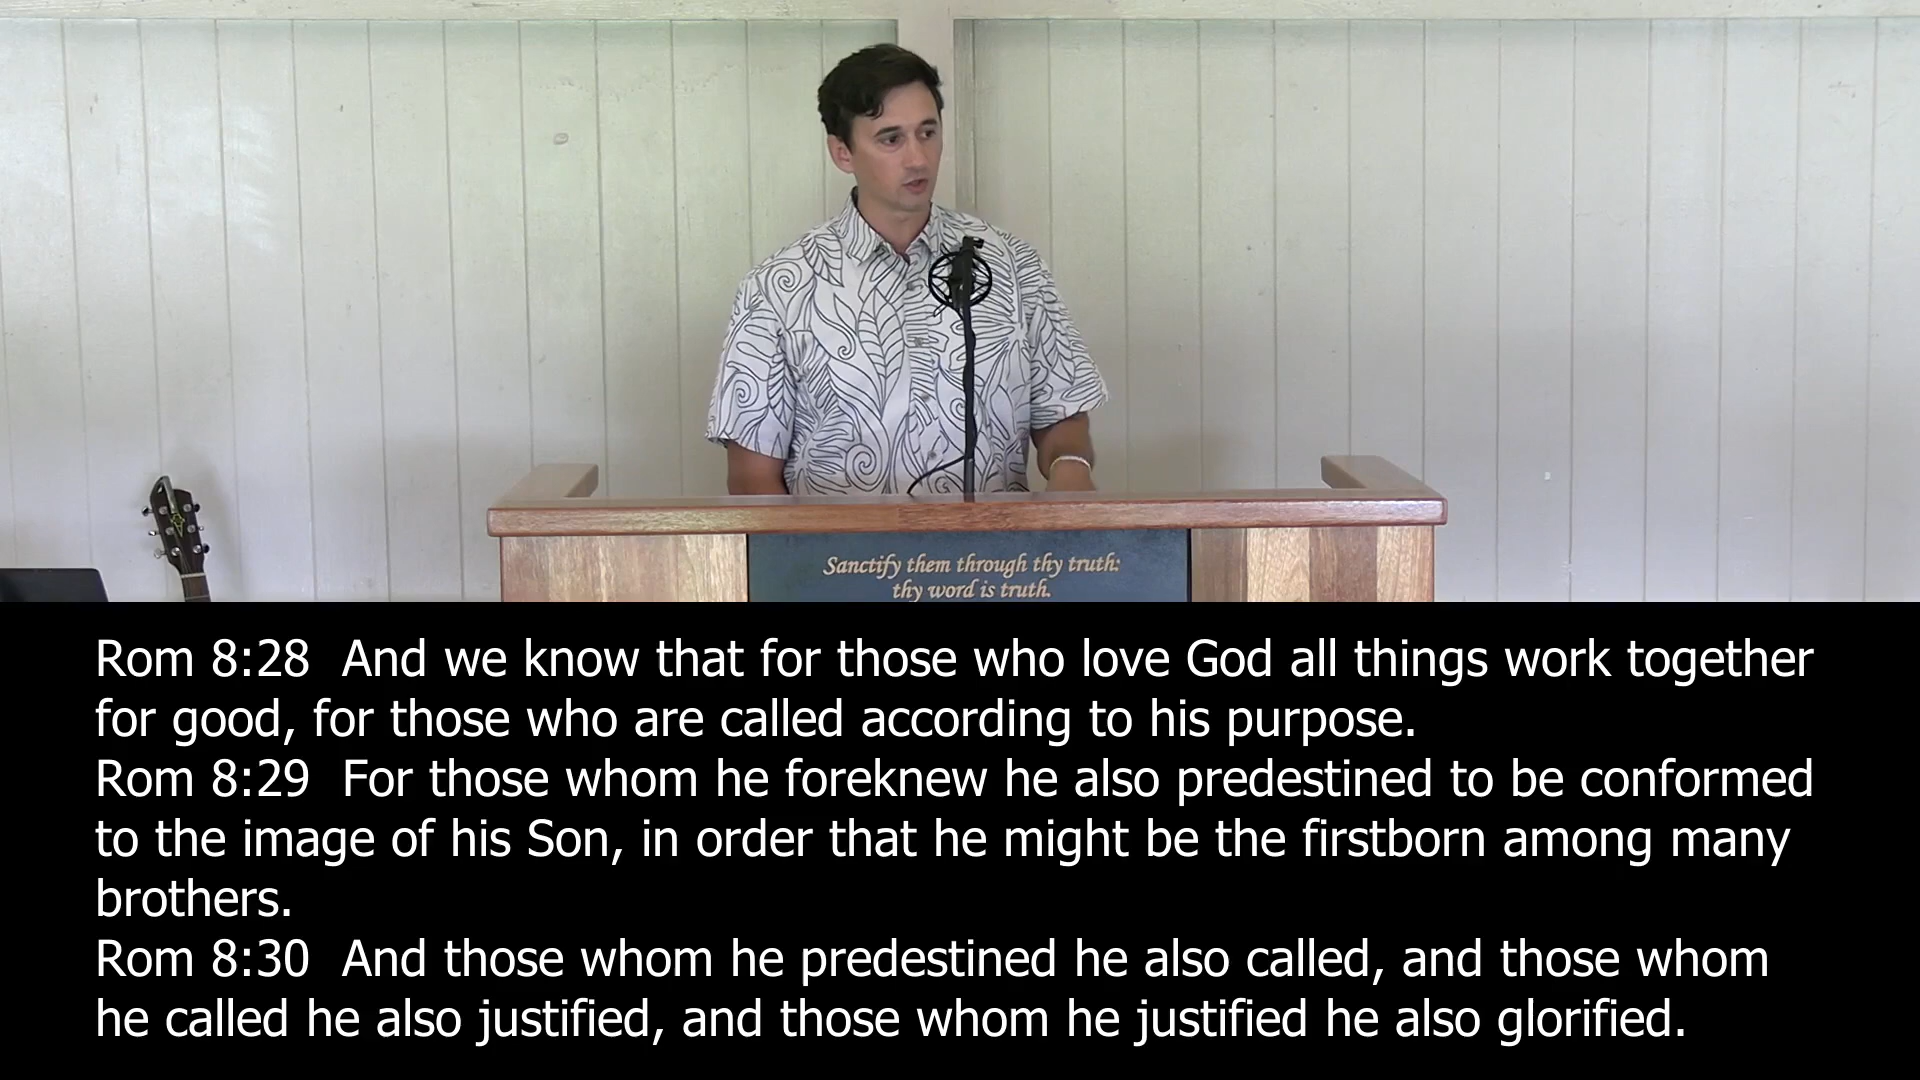 Sanctify them through thy truth:
thy word is truth.
Rom 8:28  And we know that for those who love God all things work together
for good, for those who are called according to his purpose.
Rom 8:29  For those whom he foreknew he also predestined to be conformed
to the image of his Son, in order that he might be the firstborn among many
brothers.
Rom 8:30  And those whom he predestined he also called, and those whom
he called he also justified, and those whom he justified he also glorified.